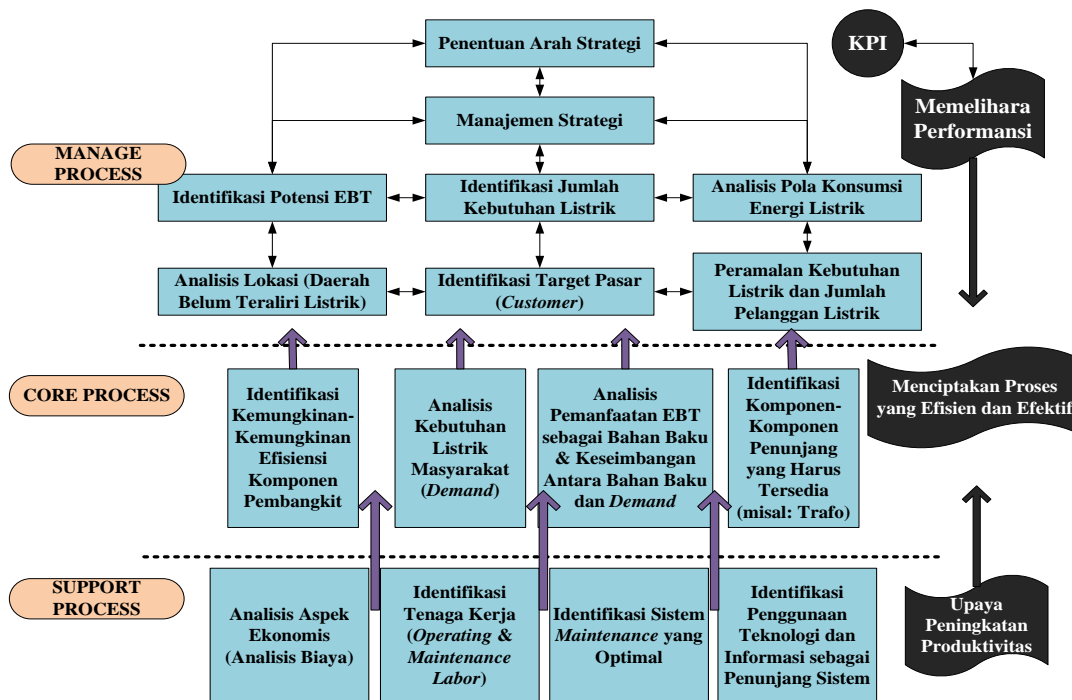 Penentuan Arah Strategi
KPI
Manajemen Strategi
Memelihara
Performansi
MANAGE
PROCESS
Identifikasi Potensi EBT
Identifikasi Jumlah
Kebutuhan Listrik
Analisis Pola Konsumsi
Energi Listrik
Analisis Lokasi (Daerah
Belum Teraliri Listrik)
Identifikasi Target Pasar
(Customer)
Peramalan Kebutuhan
Listrik dan Jumlah
Pelanggan Listrik
CORE PROCESS
Identifikasi
Kemungkinan-
Kemungkinan
Efisiensi
Komponen
Pembangkit
Analisis
Kebutuhan
Listrik
Masyarakat
(Demand)
Analisis
Pemanfaatan EBT
sebagai Bahan Baku
& Keseimbangan
Antara Bahan Baku
dan Demand
Identifikasi
Komponen-
Komponen
Penunjang
yang Harus
Tersedia
(misal: Trafo)
Menciptakan Proses
yang Efisien dan Efektif
SUPPORT
PROCESS
Analisis Aspek
Ekonomis
(Analisis Biaya)
Identifikasi
Tenaga Kerja
(Operating &
Maintenance
Labor)
Identifikasi Sistem
Maintenance yang
Optimal
Identifikasi
Penggunaan
Teknologi dan
Informasi sebagai
Penunjang Sistem
Upaya
Peningkatan
Produktivitas